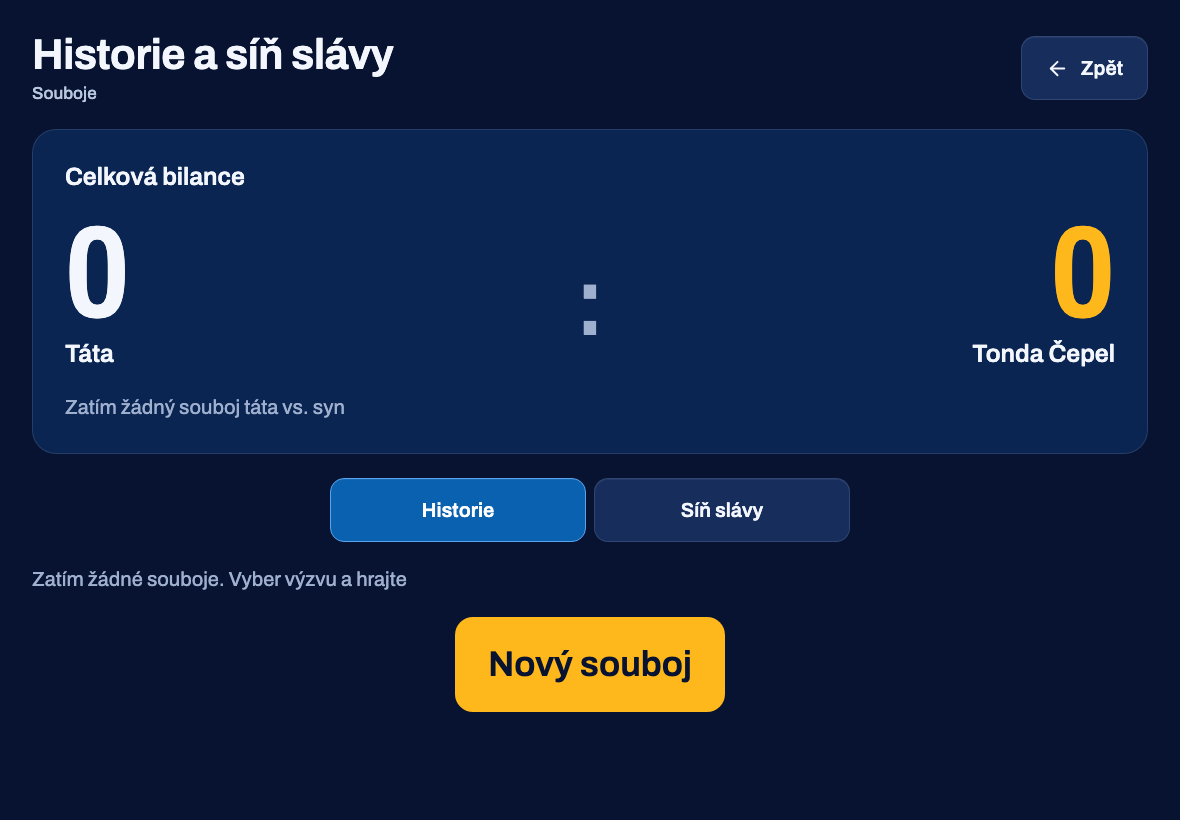 Historie a síň slávy
Souboje
Zpět
Celková bilance
0 : 0
Táta
Tonda Čepel
Zatím žádný souboj táta vs. syn
Historie
Síň slávy
Zatím žádné souboje. Vyber výzvu a hrajte
Nový souboj